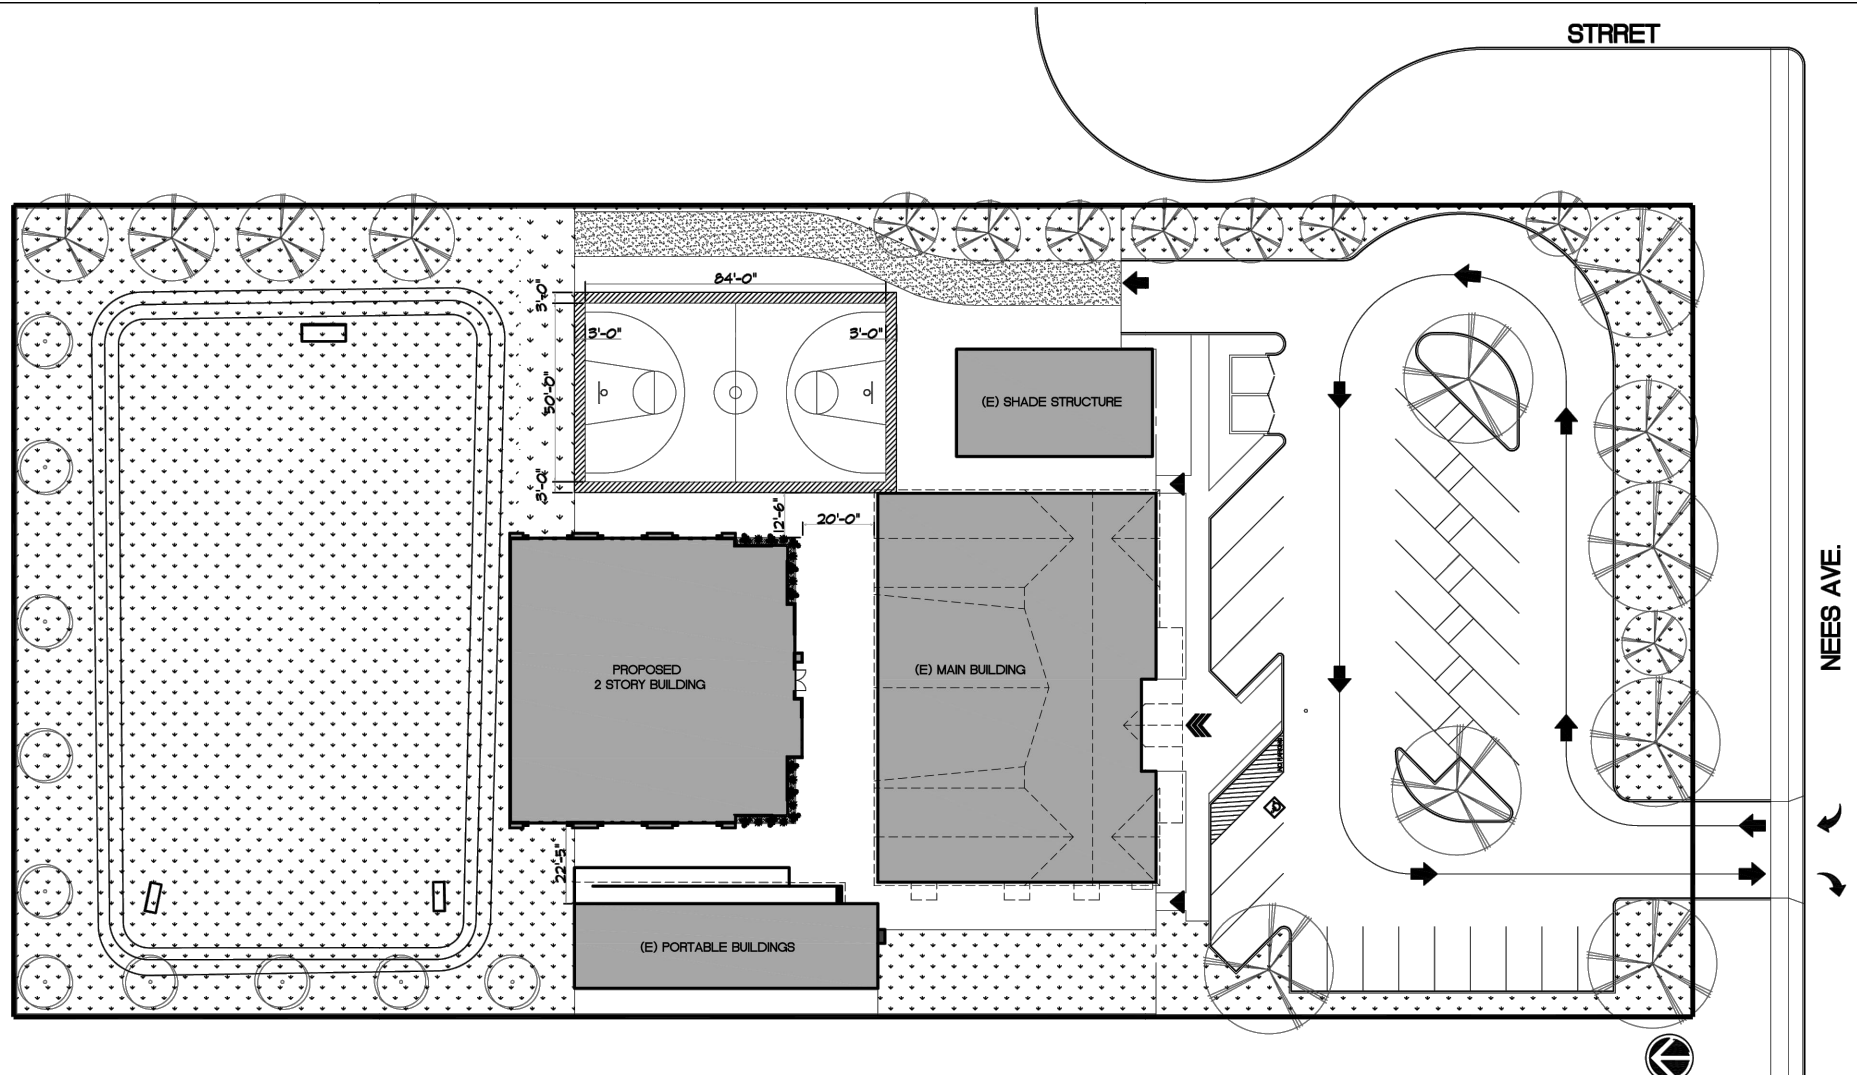 STRRET
84'-0"
3'-0"
3'-0"
3'-0"
50'-0"
(E) SHADE STRUCTURE
3'-0"
12'-6"
20'-0"
NEES AVE.
PROPOSED
2 STORY BUILDING
(E) MAIN BUILDING
22'-5"
(E) PORTABLE BUILDINGS